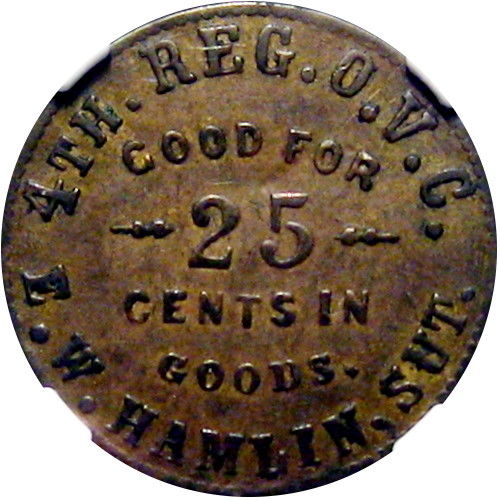 4TH. REG. O.V.C.
GOOD FOR
25
CENTS IN
GOODS.
E.W. HAMLIN, SUT.